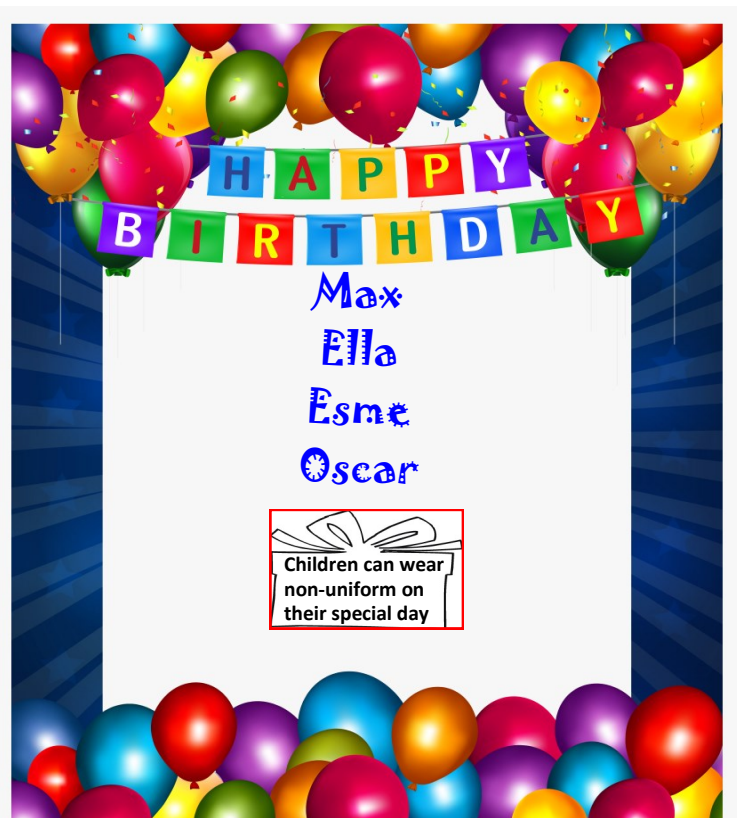 HAPPY
BIRTHDAY
Max
Ella
Esme
Oscar
Children can wear
non-uniform on
their special day